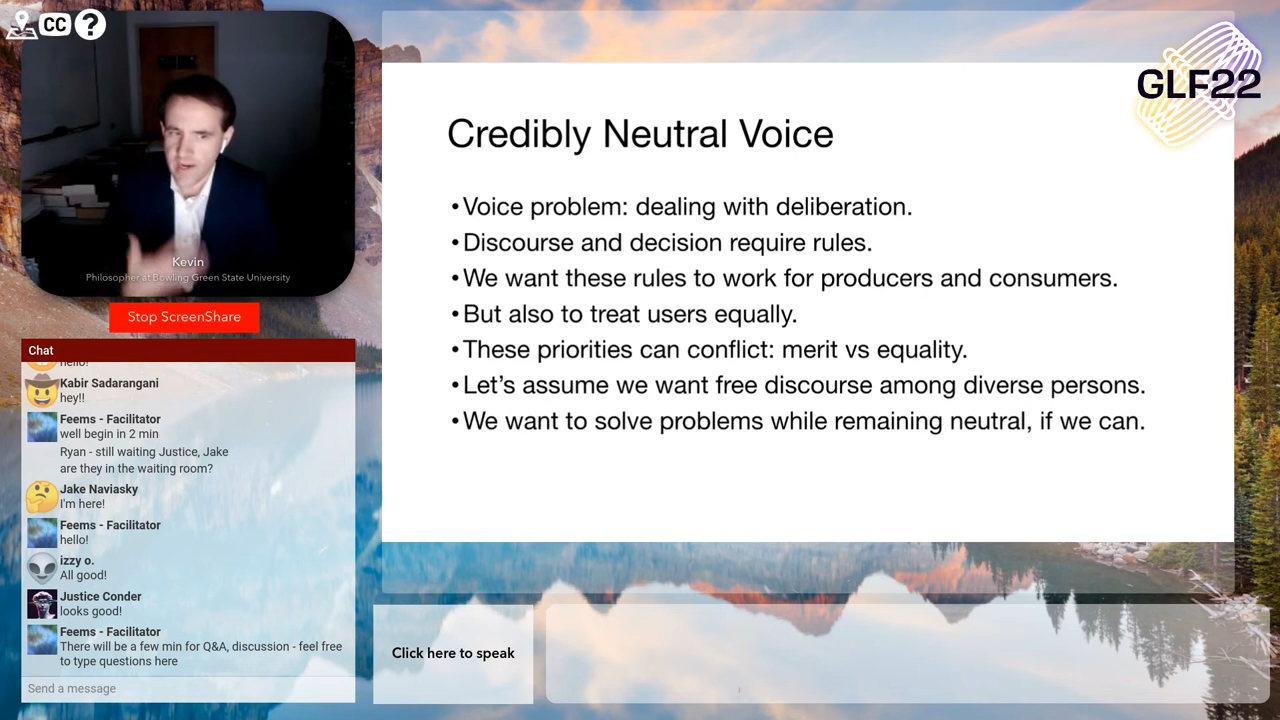 CC
?
GLF22
Kevin
Philosopher at Bowling Green State University
Stop ScreenShare
Chat
hello!
Kabir Sadarangani
hey!!
Feems - Facilitator
well begin in 2 min
Ryan - still waiting Justice, Jake
are they in the waiting room?
Jake Naviasky
I'm here!
Feems - Facilitator
hello!
izzy o.
All good!
Justice Conder
looks good!
Feems - Facilitator
There will be a few min for Q&A, discussion - feel free
to type questions here
Send a message
Credibly Neutral Voice
• Voice problem: dealing with deliberation.
• Discourse and decision require rules.
• We want these rules to work for producers and consumers.
• But also to treat users equally.
• These priorities can conflict: merit vs equality.
• Let's assume we want free discourse among diverse persons.
• We want to solve problems while remaining neutral, if we can.
Click here to speak